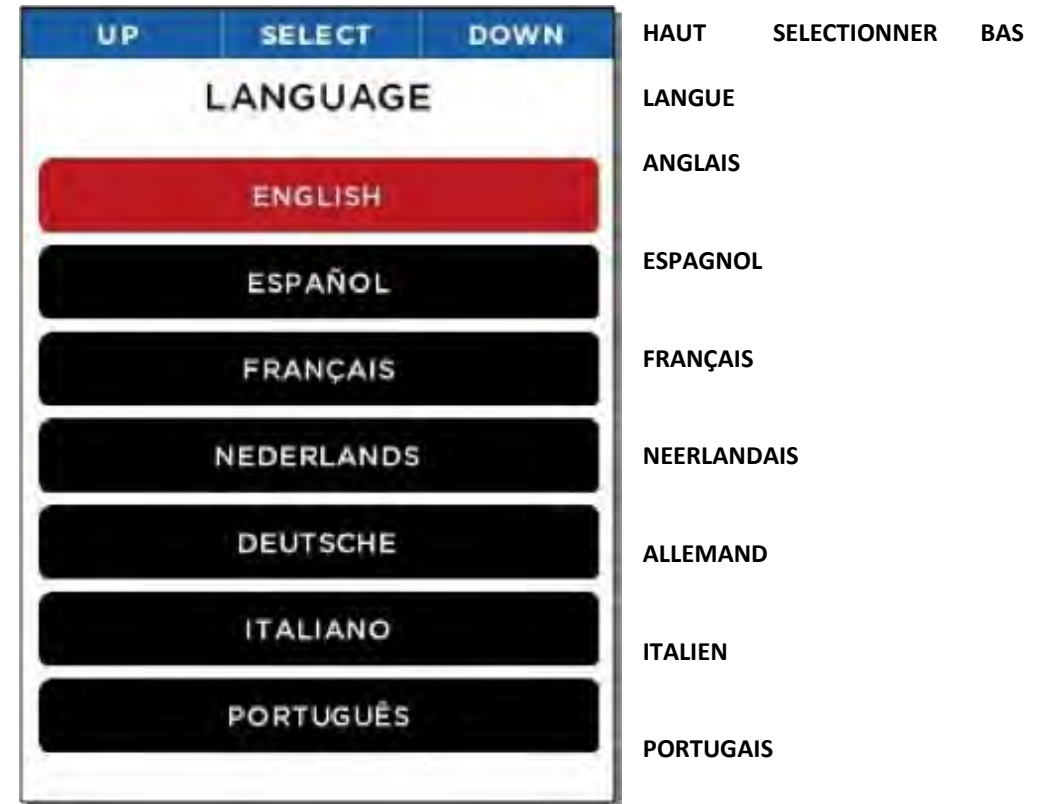 UP SELECT DOWN
LANGUAGE
ENGLISH
ESPAÑOL
FRANÇAIS
NEDERLANDS
DEUTSCHE
ITALIANO
PORTUGUÊS
HAUT SELECTIONNER BAS
LANGUE
ANGLAIS
ESPAGNOL
FRANÇAIS
NEERLANDAIS
ALLEMAND
ITALIEN
PORTUGAIS